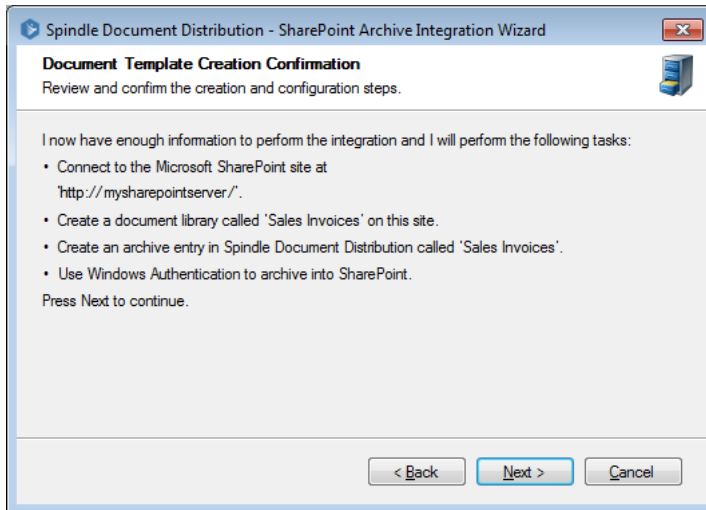 Spindle Document Distribution - SharePoint Archive Integration Wizard
Document Template Creation Confirmation
Review and confirm the creation and configuration steps.
I now have enough information to perform the integration and I will perform the following tasks:
• Connect to the Microsoft SharePoint site at
'http://mysharepointserver/'.
• Create a document library called 'Sales Invoices' on this site.
• Create an archive entry in Spindle Document Distribution called 'Sales Invoices'.
• Use Windows Authentication to archive into SharePoint.
Press Next to continue.
< Back Next > Cancel